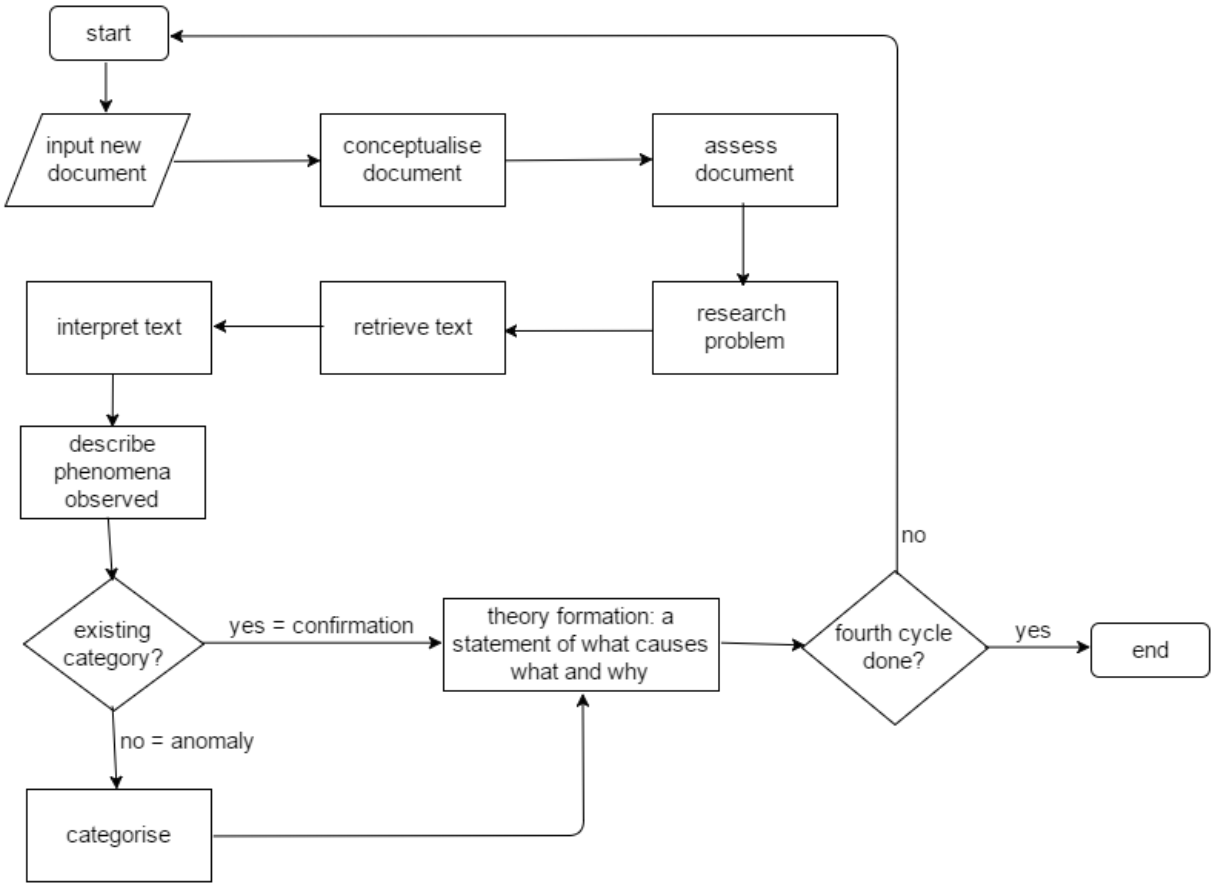 start
input new
document
conceptualise
document
assess
document
interpret text
retrieve text
research
problem
describe
phenomena
observed
no
existing
category?
yes = confirmation
theory formation: a
statement of what causes
what and why
fourth cycle
done?
yes
end
no = anomaly
categorise